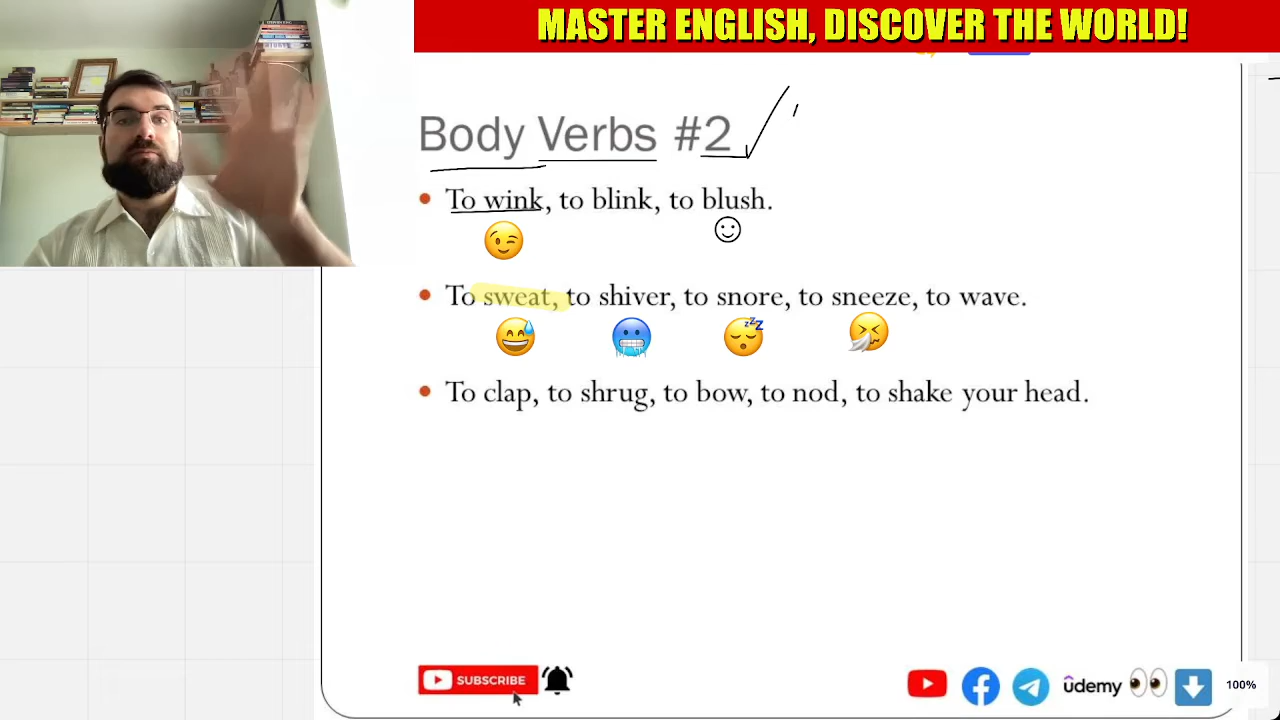 MASTER ENGLISH, DISCOVER THE WORLD!
Body Verbs #2
To wink, to blink, to blush.
To sweat, to shiver, to snore, to sneeze, to wave.
To clap, to shrug, to bow, to nod, to shake your head.
SUBSCRIBE
ûdemy
100%